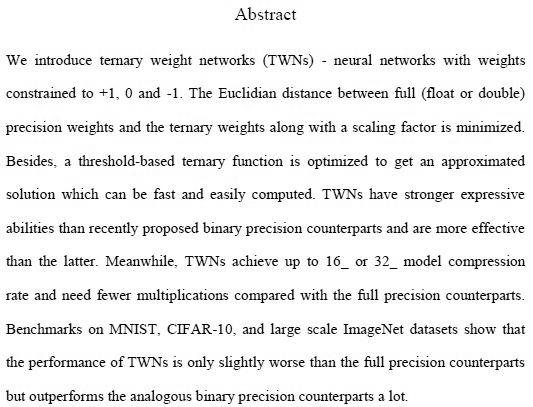 Abstract
We introduce ternary weight networks (TWNs) - neural networks with weights
constrained to +1, 0 and -1. The Euclidian distance between full (float or double)
precision weights and the ternary weights along with a scaling factor is minimized.
Besides, a threshold-based ternary function is optimized to get an approximated
solution which can be fast and easily computed. TWNs have stronger expressive
abilities than recently proposed binary precision counterparts and are more effective
than the latter. Meanwhile, TWNs achieve up to 16_ or 32_ model compression
rate and need fewer multiplications compared with the full precision counterparts.
Benchmarks on MNIST, CIFAR-10, and large scale ImageNet datasets show that
the performance of TWNs is only slightly worse than the full precision counterparts
but outperforms the analogous binary precision counterparts a lot.